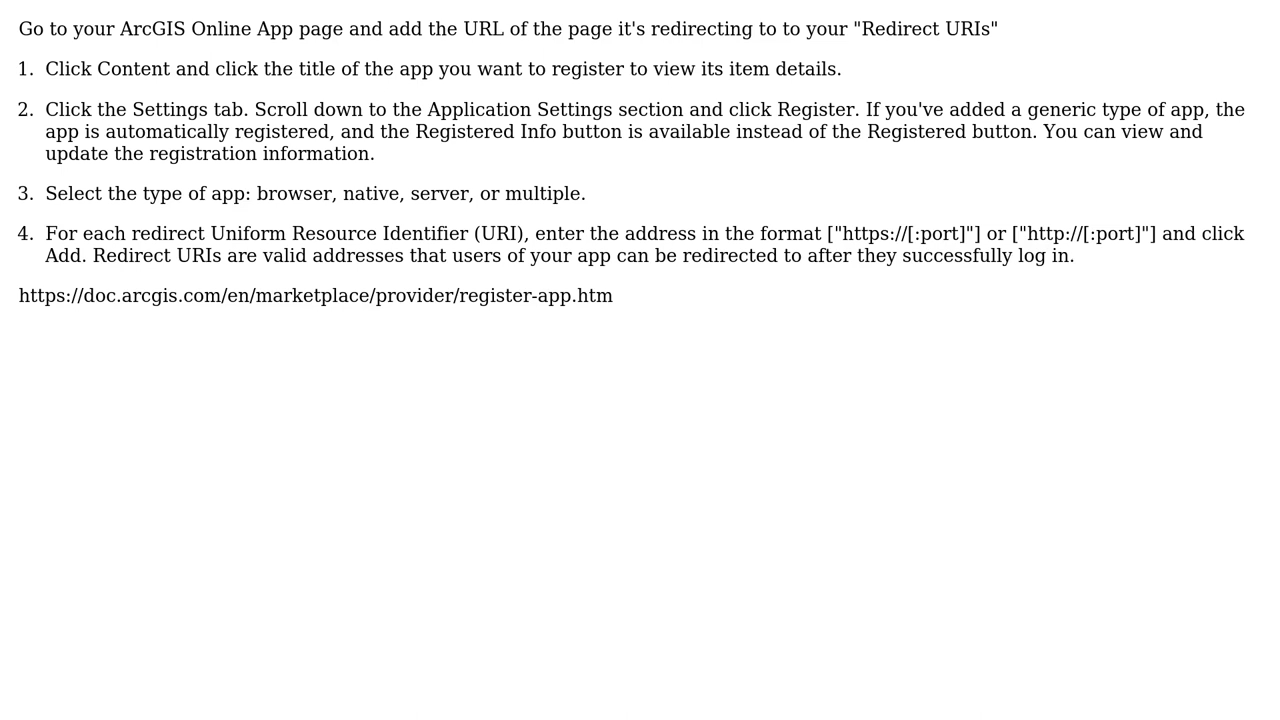 Go to your ArcGIS Online App page and add the URL of the page it's redirecting to to your "Redirect URIs"
1. Click Content and click the title of the app you want to register to view its item details.
2. Click the Settings tab. Scroll down to the Application Settings section and click Register. If you've added a generic type of app, the
app is automatically registered, and the Registered Info button is available instead of the Registered button. You can view and
update the registration information.
3. Select the type of app: browser, native, server, or multiple.
4. For each redirect Uniform Resource Identifier (URI), enter the address in the format ["https://[:port]"] or ["http://[:port]"] and click
Add. Redirect URIs are valid addresses that users of your app can be redirected to after they successfully log in.
https://doc.arcgis.com/en/marketplace/provider/register-app.htm